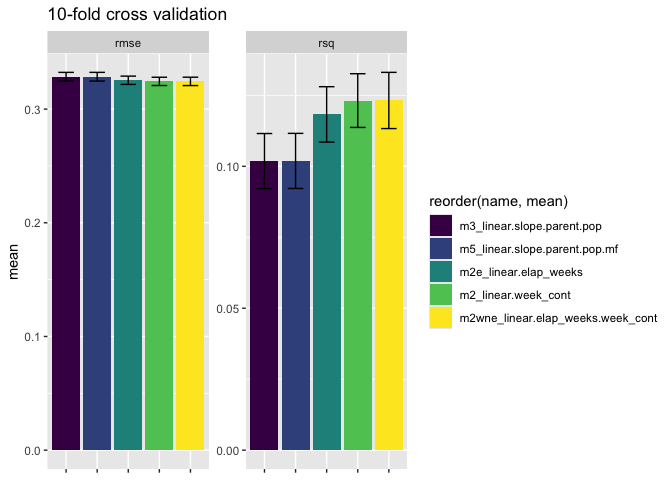 10-fold cross validation
rmse
rsq
mean
0.3
0.2
0.1
0.0
0.10
0.05
0.00
reorder(name, mean)
m3_linear.slope.parent.pop
m5_linear.slope.parent.pop.mf
m2e_linear.elap_weeks
m2_linear.week_cont
m2wne_linear.elap_weeks.week_cont